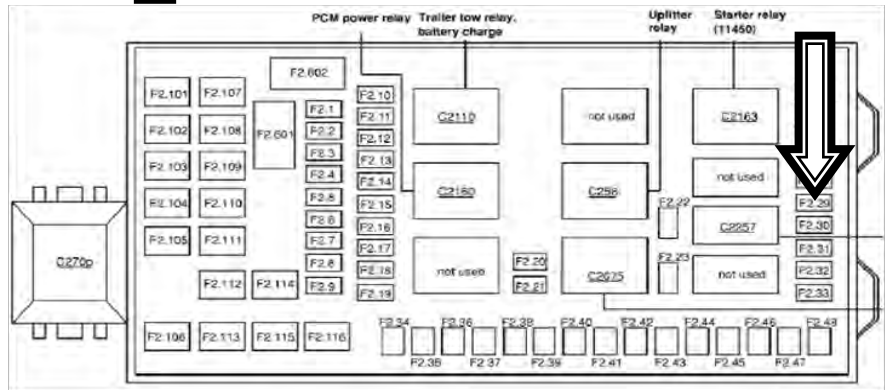 PCM power relay
Trailer tow relay,
battery charge
Upfitter
relay
Starter relay
(11450)
F2.602
F2.101
F2.107
F2.601
F2.1
F2.10
F2.11
C2110
not used
C2163
F2.102
F2.108
F2.2
F2.12
F2.3
F2.13
F2.103
F2.109
F2.4
F2.14
not used
F2.104
F2.110
F2.5
F2.15
C2180
C258
F2.22
F2.29
F2.6
F2.16
C2257
F2.30
F2.105
F2.111
F2.7
F2.17
F2.31
C270p
F2.8
F2.18
not used
F2.20
C2075
F2.23
not used
F2.32
F2.112
F2.114
F2.9
F2.19
F2.21
F2.33
F2.34
F2.36
F2.38
F2.40
F2.42
F2.44
F2.46
F2.48
F2.106
F2.113
F2.115
F2.116
F2.35
F2.37
F2.39
F2.41
F2.43
F2.45
F2.47